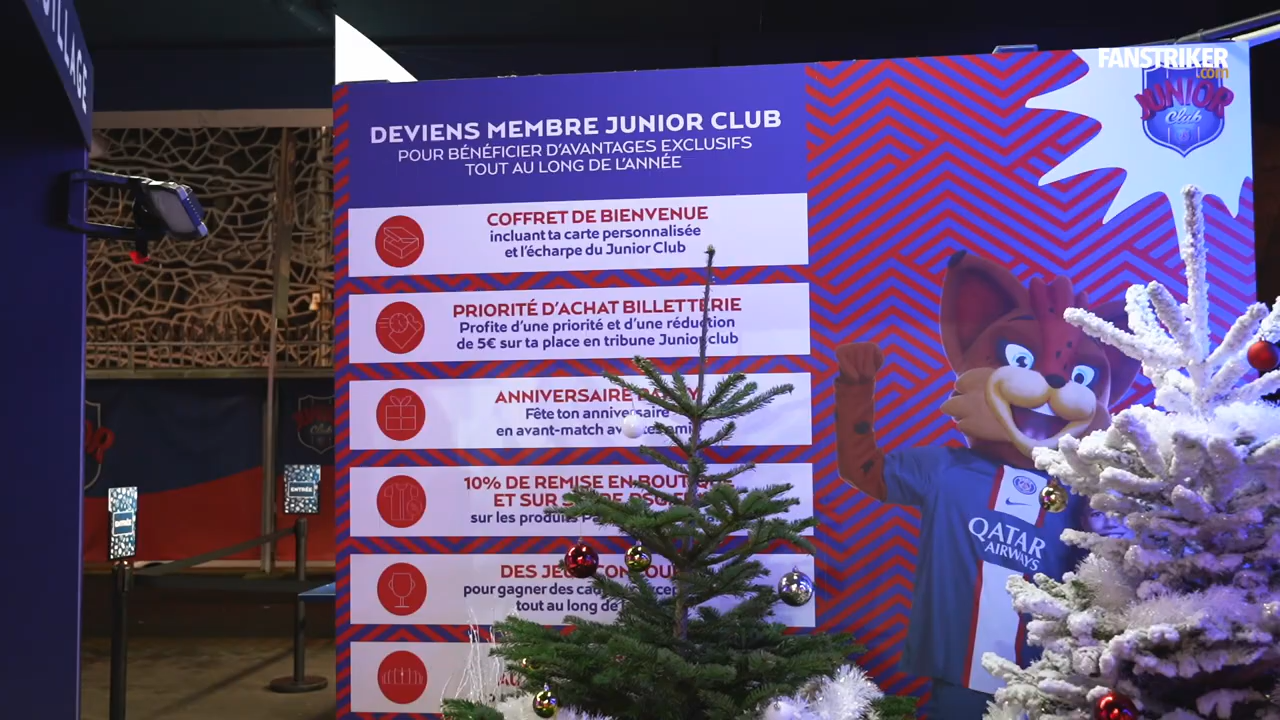 FANSTRIKER
.com
JUNIOR
Club
DEVIENS MEMBRE JUNIOR CLUB
POUR BÉNÉFICIER D'AVANTAGES EXCLUSIFS
TOUT AU LONG DE L'ANNÉE
COFFRET DE BIENVENUE
incluant ta carte personnalisée
et l'écharpe du Junior Club
PRIORITÉ D'ACHAT BILLETTERIE
Profite d'une priorité et d'une réduction
de 5€ sur ta place en tribune Junior club
ANNIVERSAIRE
Fête ton anniversaire
en avant-match
10% DE REMISE EN BOUTIQUE
ET SUR
sur les produits
DES JEUX
pour gagner des
tout au long de
QATAR
AIRWAYS
ENTRÉE